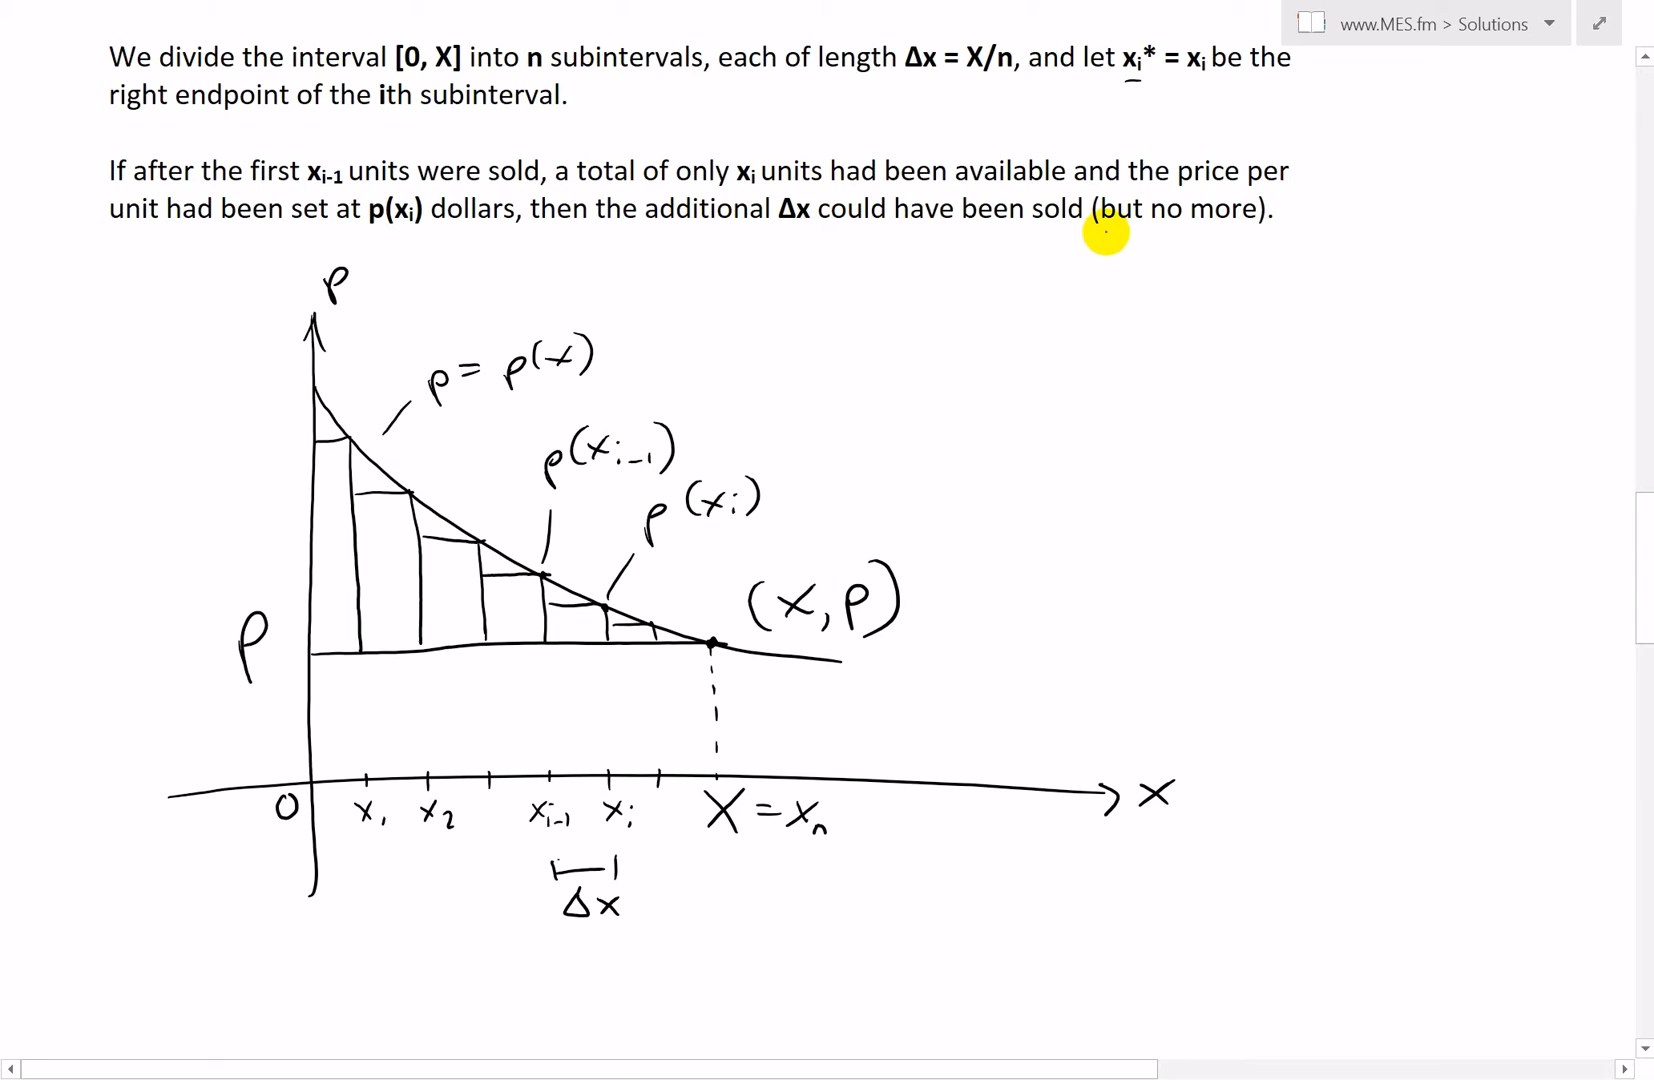 www.MES.fm > Solutions
We divide the interval [0, X] into n subintervals, each of length Δx = X/n, and let xᵢ* = xᵢ be the
right endpoint of the ith subinterval.
If after the first xᵢ₋₁ units were sold, a total of only xᵢ units had been available and the price per
unit had been set at p(xᵢ) dollars, then the additional Δx could have been sold (but no more).
p
p = p(x)
p(xᵢ₋₁)
p(xᵢ)
(X, P)
P
0 x₁ x₂ xᵢ₋₁ xᵢ X = xₙ x
Δx